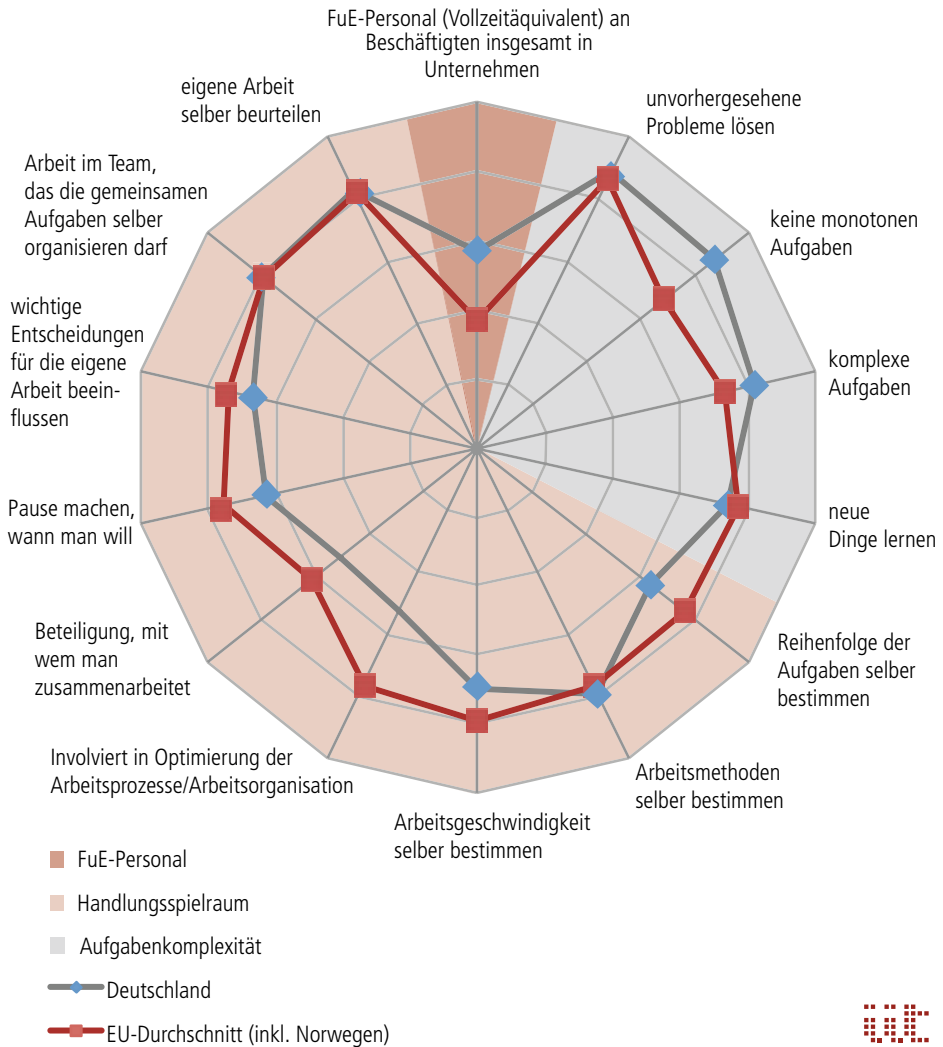 FuE-Personal (Vollzeitäquivalent) an
Beschäftigten insgesamt in
Unternehmen
eigene Arbeit
selber beurteilen
unvorhergesehene
Probleme lösen
Arbeit im Team,
das die gemeinsamen
Aufgaben selber
organisieren darf
keine monotonen
Aufgaben
wichtige
Entscheidungen
für die eigene
Arbeit beein-
flussen
komplexe
Aufgaben
Pause machen,
wann man will
neue
Dinge lernen
Beteiligung, mit
wem man
zusammenarbeitet
Reihenfolge der
Aufgaben selber
bestimmen
Involviert in Optimierung der
Arbeitsprozesse/Arbeitsorganisation
Arbeitsmethoden
selber bestimmen
Arbeitsgeschwindigkeit
selber bestimmen
FuE-Personal
Handlungsspielraum
Aufgabenkomplexität
Deutschland
EU-Durchschnitt (inkl. Norwegen)